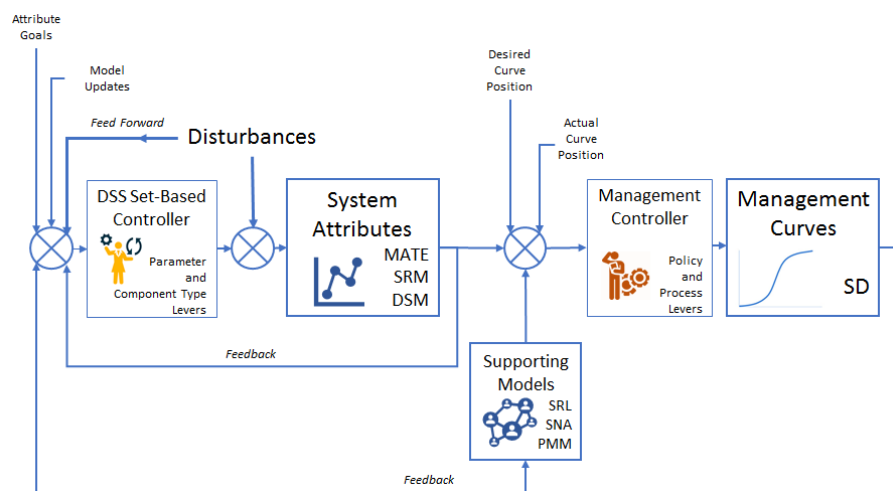 Attribute
Goals
Model
Updates
Feed Forward
Disturbances
Desired
Curve
Position
Actual
Curve
Position
DSS Set-Based
Controller
Parameter
and
Component Type
Levers
System
Attributes
MATE
SRM
DSM
Management
Controller
Policy
and
Process
Levers
Management
Curves
SD
Feedback
Supporting
Models
SRL
SNA
PMM
Feedback